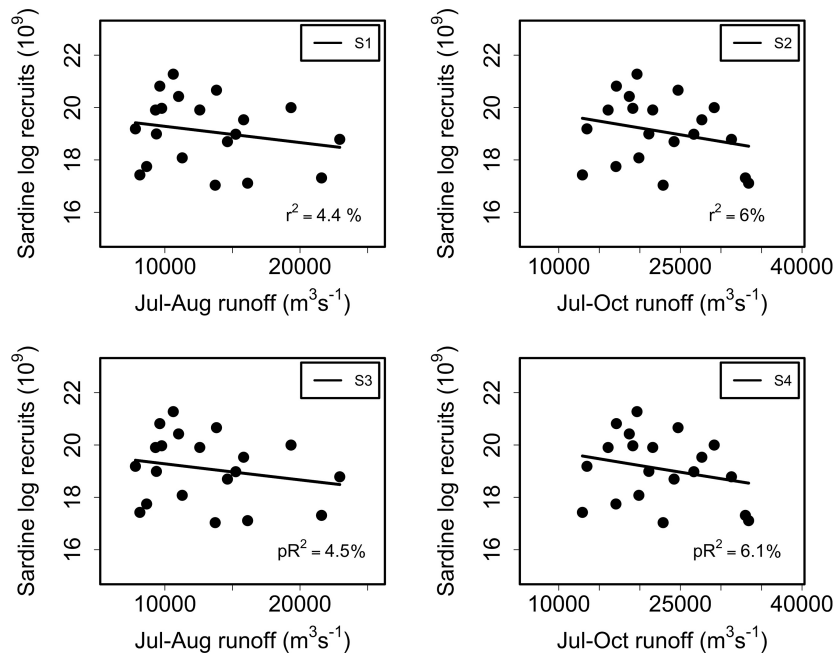 S1
Sardine log recruits (10⁹)
22
20
18
16
r² = 4.4 %
10000 20000
Jul-Aug runoff (m³s⁻¹)
S2
Sardine log recruits (10⁹)
22
20
18
16
r² = 6%
10000 25000 40000
Jul-Oct runoff (m³s⁻¹)
S3
Sardine log recruits (10⁹)
22
20
18
16
pR² = 4.5%
10000 20000
Jul-Aug runoff (m³s⁻¹)
S4
Sardine log recruits (10⁹)
22
20
18
16
pR² = 6.1%
10000 25000 40000
Jul-Oct runoff (m³s⁻¹)